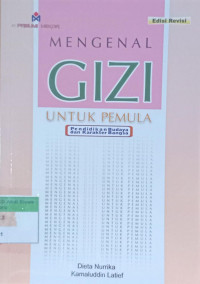 Edisi Revisi
MENGENAL
GIZI
UNTUK PEMULA
Pendidikan Budaya
dan Karakter Bangsa
Dieta Nurrika
Kamaluddin Latief